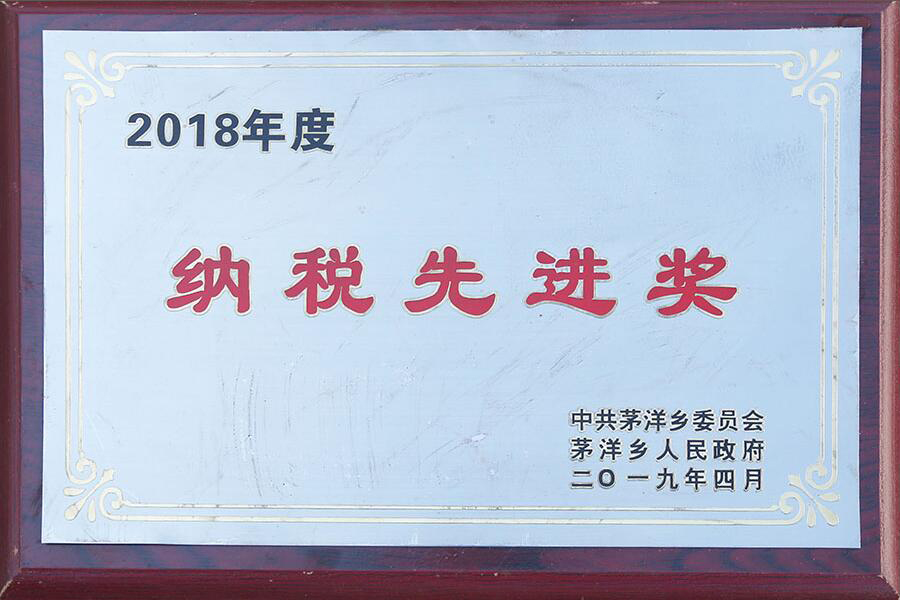 2018年度
纳税先进奖
中共茅洋乡委员会
茅洋乡人民政府
二〇一九年四月